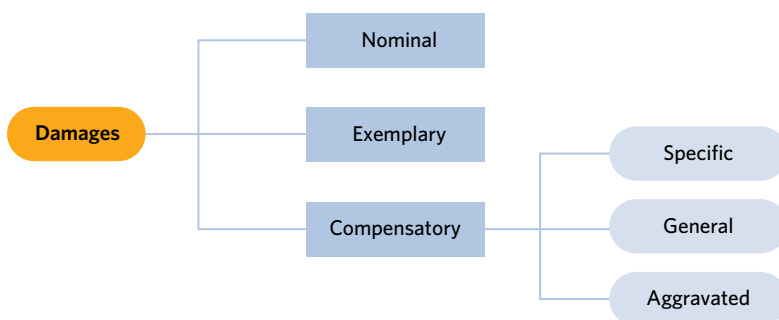 Damages
Nominal
Exemplary
Compensatory
Specific
General
Aggravated